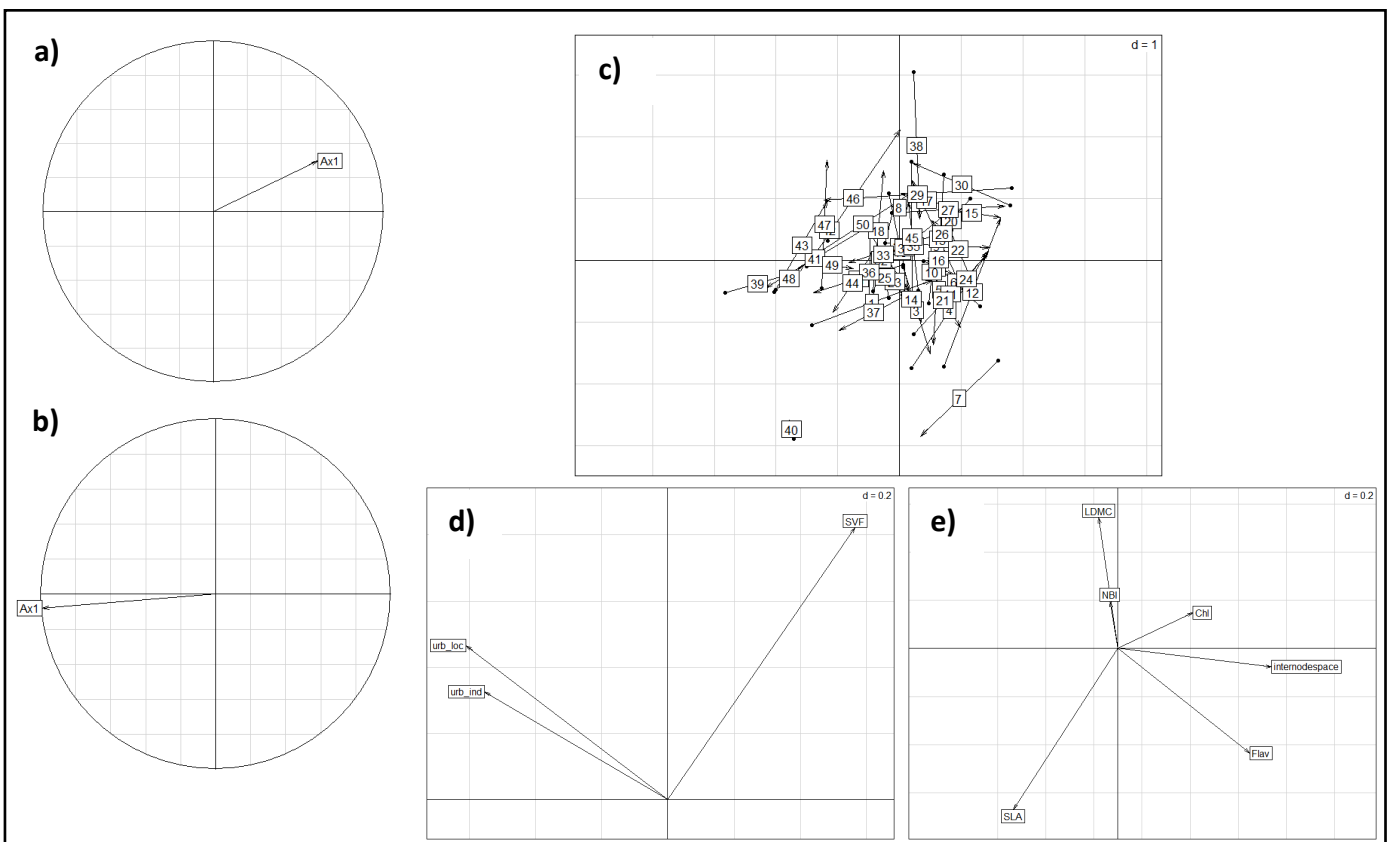 a)
Ax1
b)
Ax1
c)
d = 1
38
30
46
29
8
27
15
47
50
18
20
43
45
26
41
33
22
49
36
16
39
48
44
25
10
24
12
1
37
14
3
21
4
7
40
d)
d = 0.2
SVF
urb_loc
urb_ind
e)
d = 0.2
LDMC
NBI
Chl
internodespace
Flav
SLA